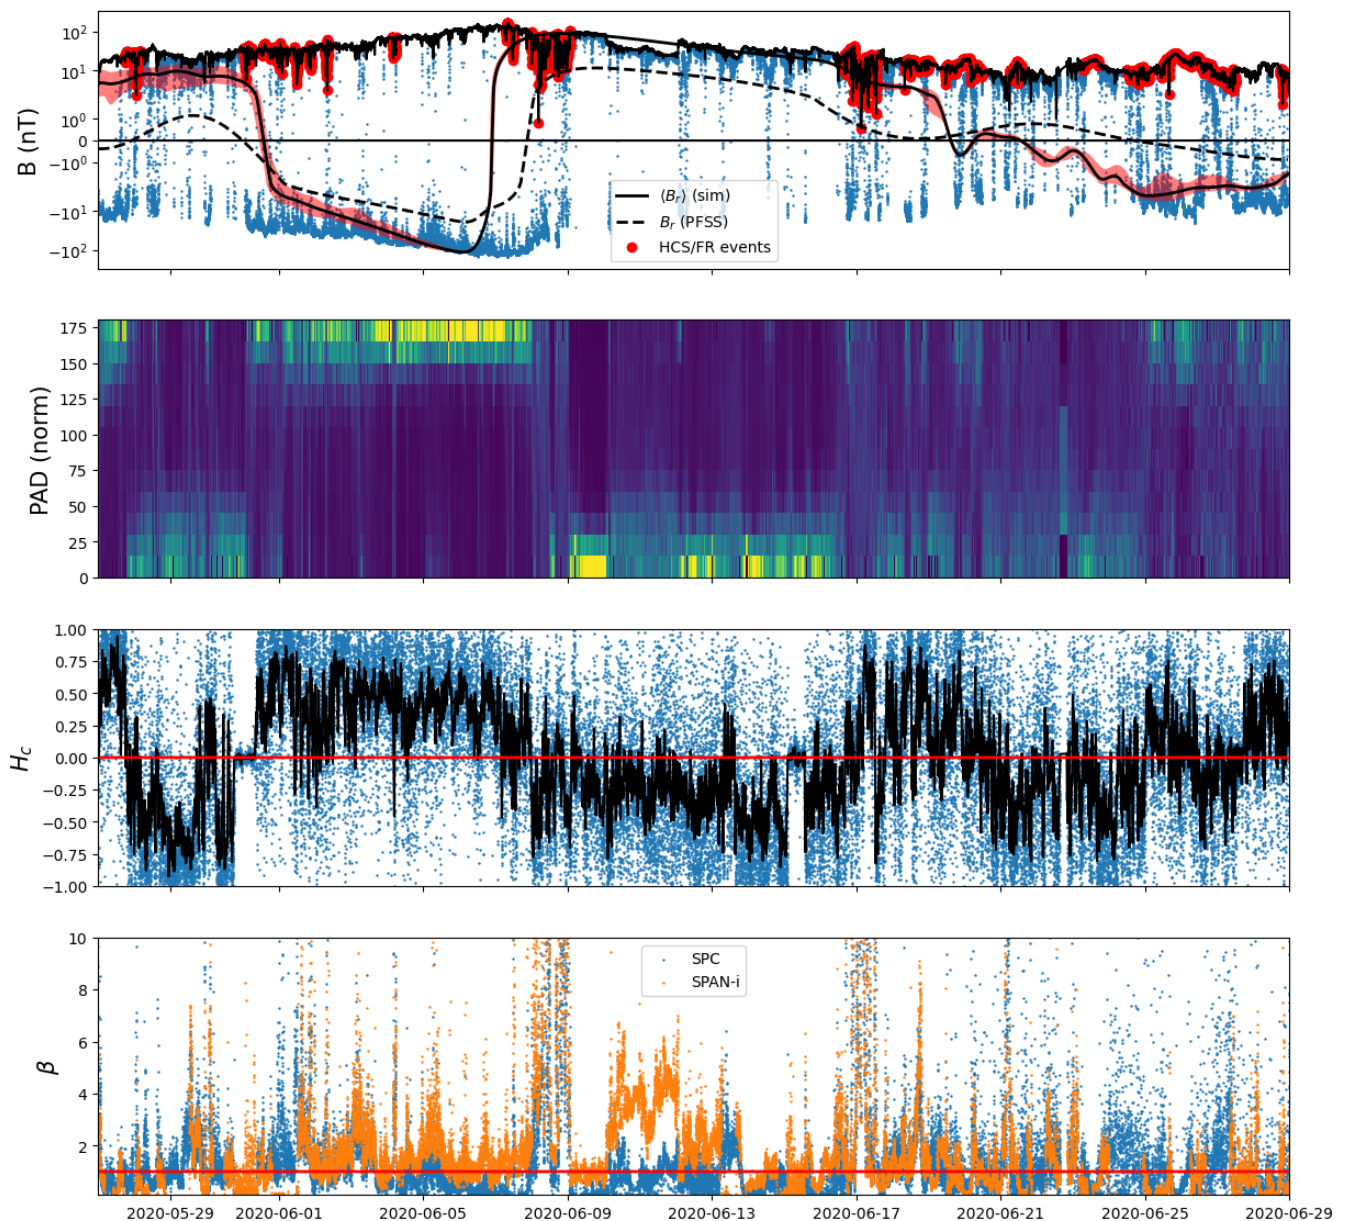 B (nT)
10²
10¹
10⁰
0
−10⁰
−10¹
−10²
⟨Bᵣ⟩ (sim)
Bᵣ (PFSS)
HCS/FR events
PAD (norm)
175
150
125
100
75
50
25
0
H꜀
1.00
0.75
0.50
0.25
0.00
−0.25
−0.50
−0.75
−1.00
β
10
8
6
4
2
SPC
SPAN-i
2020-05-29 2020-06-01 2020-06-05 2020-06-09 2020-06-13 2020-06-17 2020-06-21 2020-06-25 2020-06-29